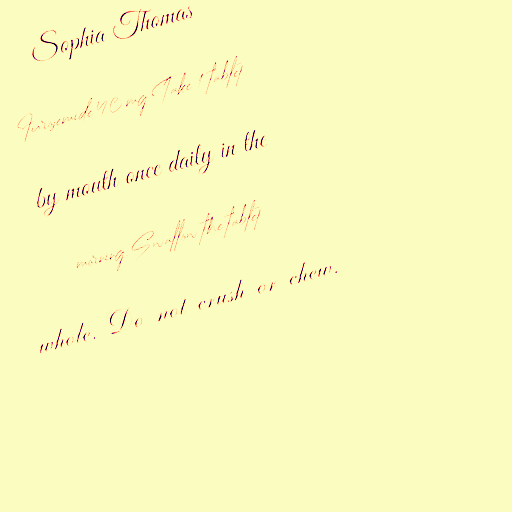 Sophia Thomas
Furosemide 40 mg Take 1 tablet
by mouth once daily in the
morning Swallow the tablet
whole. Do not crush or chew.